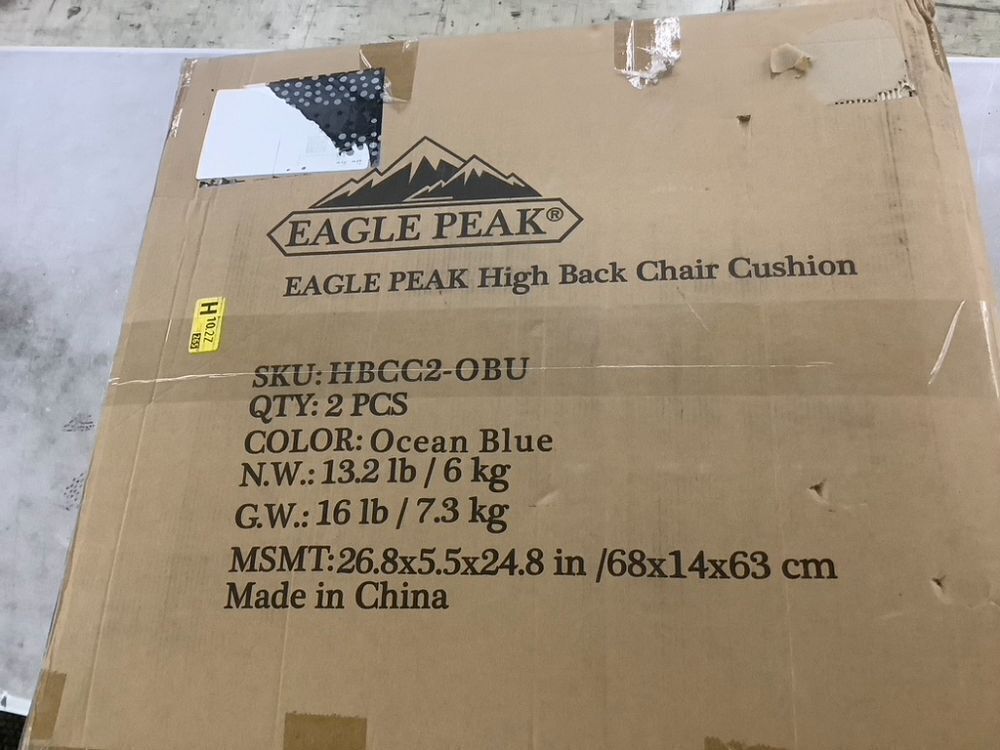 EAGLE PEAK®
EAGLE PEAK High Back Chair Cushion
H 10.27
SKU: HBCC2-OBU
QTY: 2 PCS
COLOR: Ocean Blue
N.W.: 13.2 lb / 6 kg
G.W.: 16 lb / 7.3 kg
MSMT:26.8x5.5x24.8 in /68x14x63 cm
Made in China